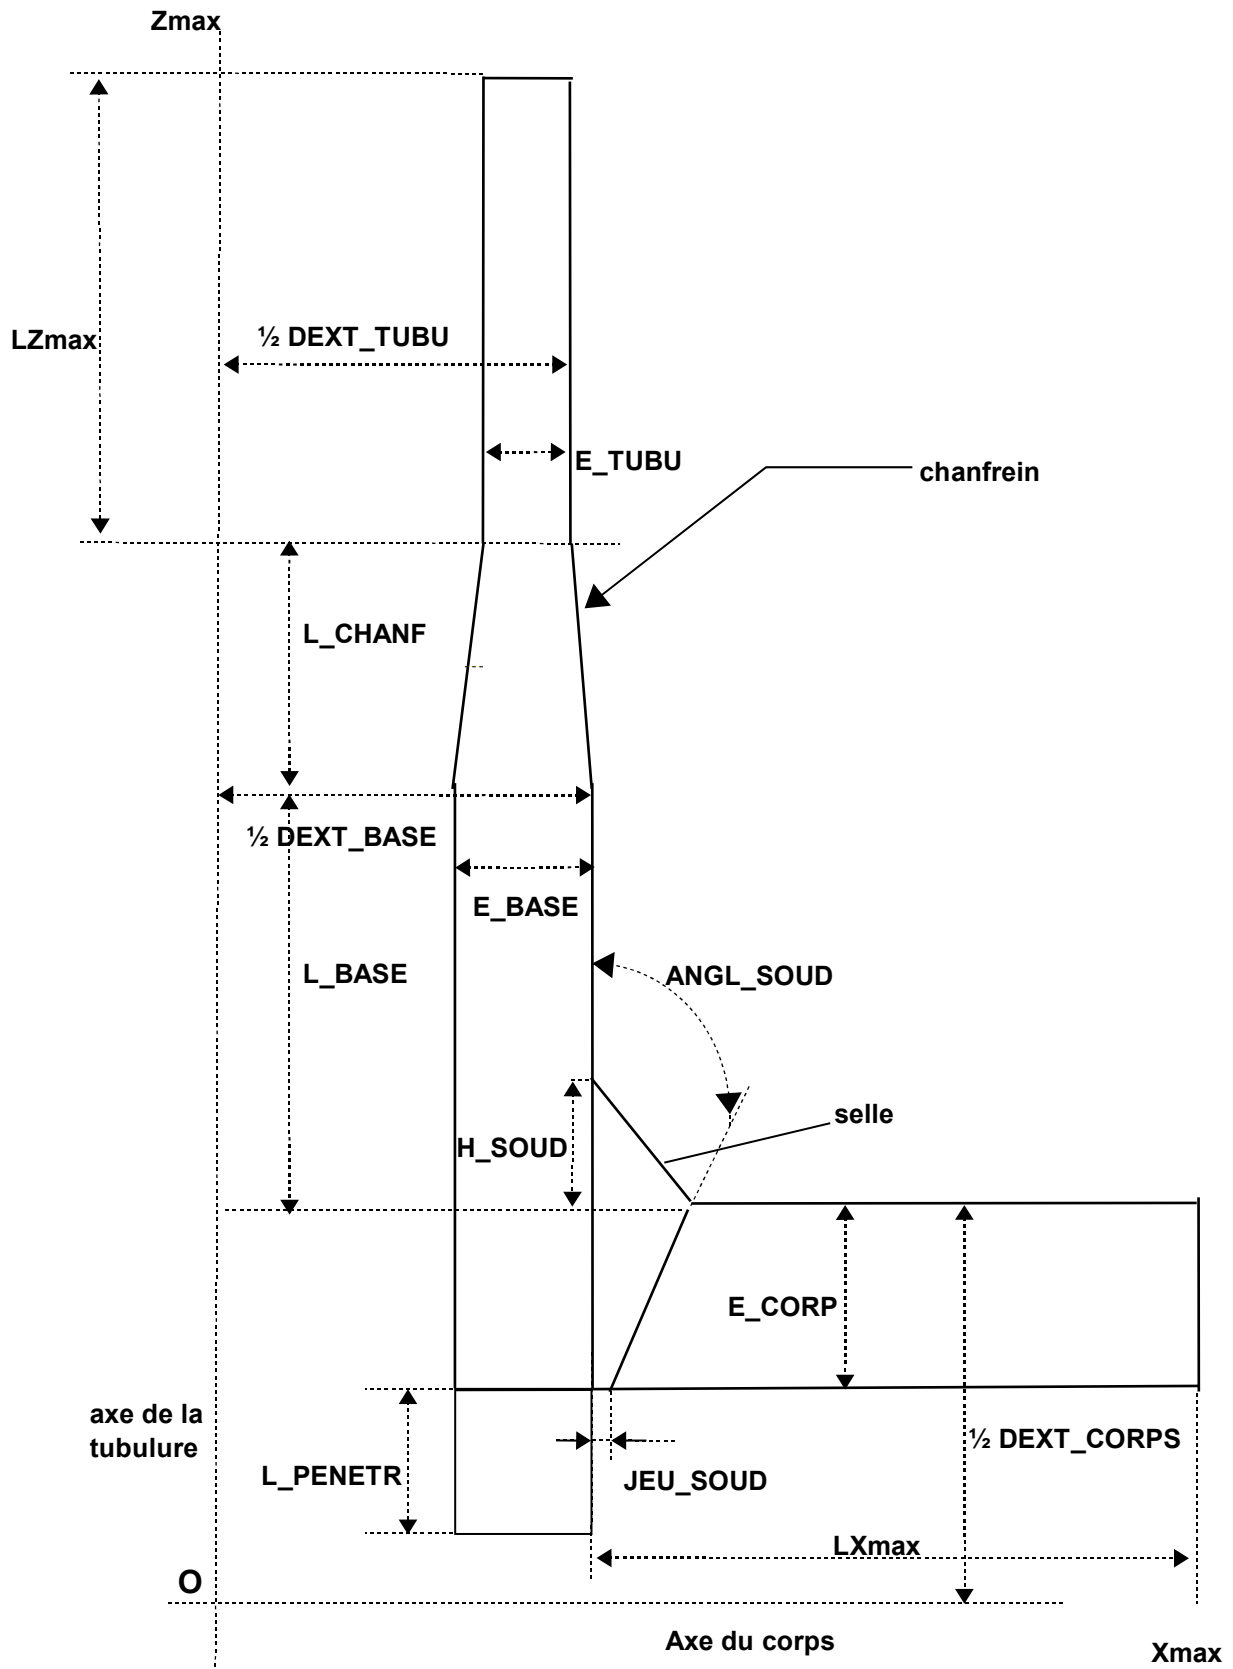 Zmax
½ DEXT_TUBU
LZmax
E_TUBU
chanfrein
L_CHANF
½ DEXT_BASE
E_BASE
L_BASE
ANGL_SOUD
selle
H_SOUD
E_CORP
axe de la
tubulure
½ DEXT_CORPS
L_PENETR
JEU_SOUD
LXmax
O
Axe du corps
Xmax